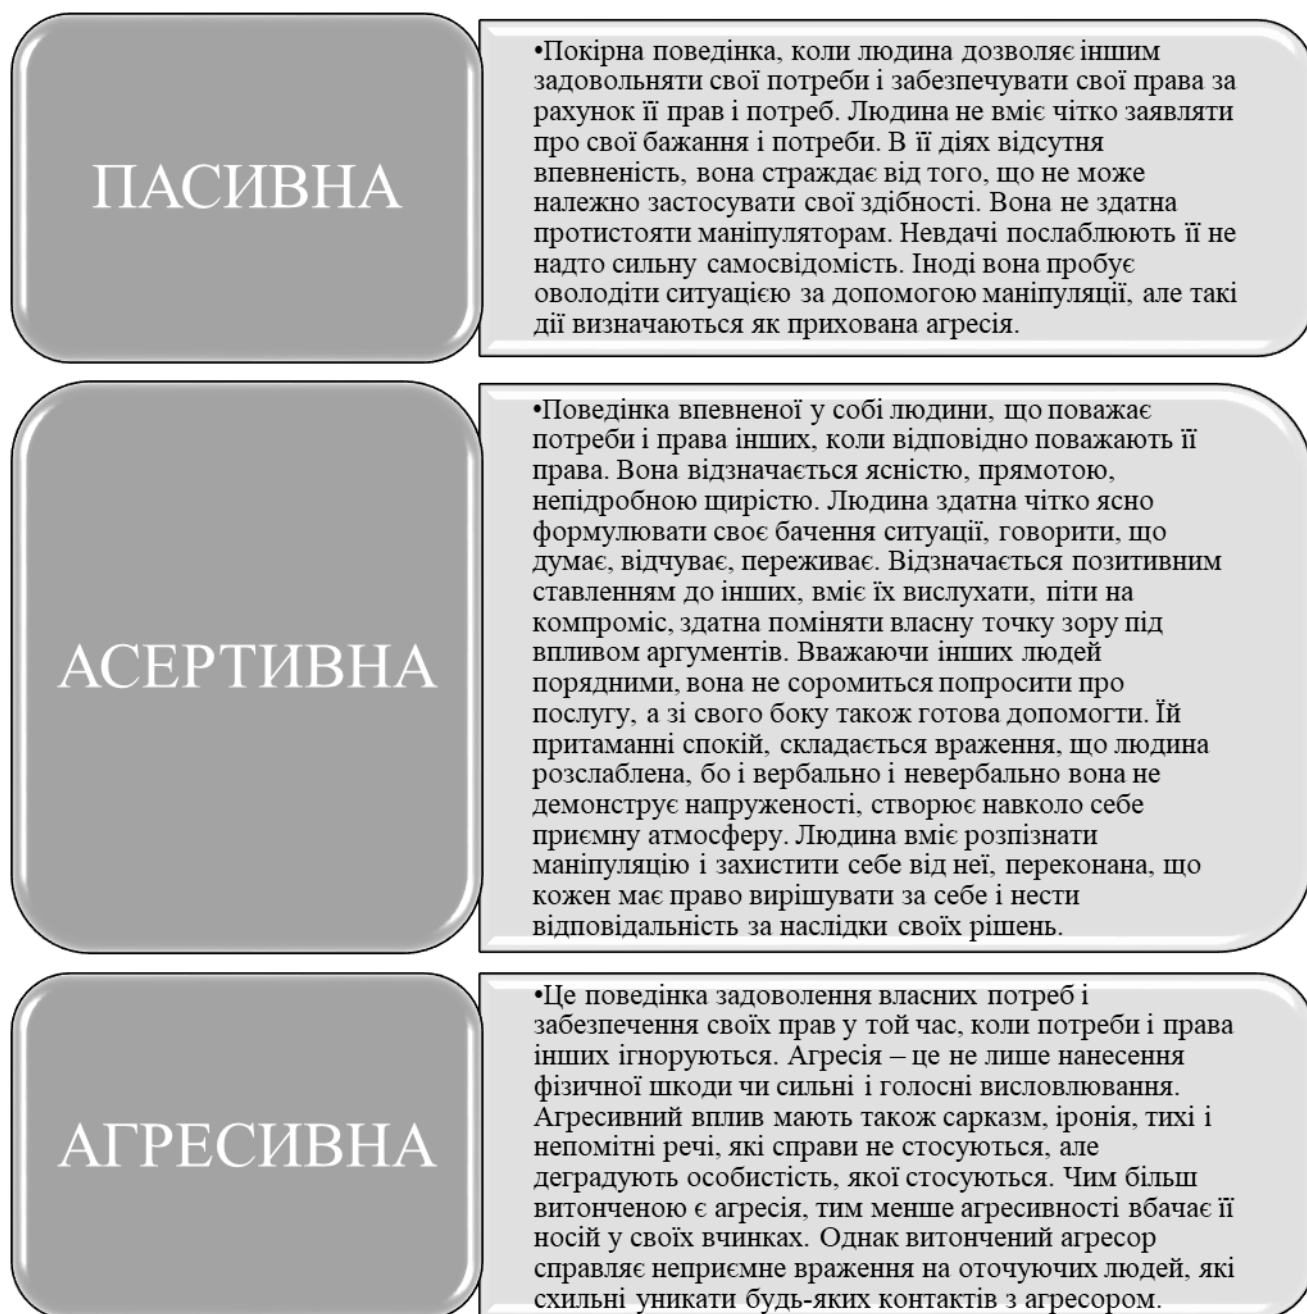 ПАСИВНА
•Покірна поведінка, коли людина дозволяє іншим
задовольняти свої потреби і забезпечувати свої права за
рахунок її прав і потреб. Людина не вміє чітко заявляти
про свої бажання і потреби. В її діях відсутня
впевненість, вона страждає від того, що не може
належно застосувати свої здібності. Вона не здатна
протистояти маніпуляторам. Невдачі послаблюють її не
надто сильну самосвідомість. Іноді вона пробує
оволодіти ситуацією за допомогою маніпуляції, але такі
дії визначаються як прихована агресія.
АСЕРТИВНА
•Поведінка впевненої у собі людини, що поважає
потреби і права інших, коли відповідно поважають її
права. Вона відзначається ясністю, прямотою,
непідробною щирістю. Людина здатна чітко ясно
формулювати своє бачення ситуації, говорити, що
думає, відчуває, переживає. Відзначається позитивним
ставленням до інших, вміє їх вислухати, піти на
компроміс, здатна поміняти власну точку зору під
впливом аргументів. Вважаючи інших людей
порядними, вона не соромиться попросити про
послугу, а зі свого боку також готова допомогти. Їй
притаманні спокій, складається враження, що людина
розслаблена, бо і вербально і невербально вона не
демонструє напруженості, створює навколо себе
приємну атмосферу. Людина вміє розпізнати
маніпуляцію і захистити себе від неї, переконана, що
кожен має право вирішувати за себе і нести
відповідальність за наслідки своїх рішень.
АГРЕСИВНА
•Це поведінка задоволення власних потреб і
забезпечення своїх прав у той час, коли потреби і права
інших ігноруються. Агресія – це не лише нанесення
фізичної шкоди чи сильні і голосні висловлювання.
Агресивний вплив мають також сарказм, іронія, тихі і
непомітні речі, які справи не стосуються, але
деградують особистість, якої стосуються. Чим більш
витонченою є агресія, тим менше агресивності вбачає її
носій у своїх вчинках. Однак витончений агресор
справляє неприємне враження на оточуючих людей, які
схильні уникати будь-яких контактів з агресором.